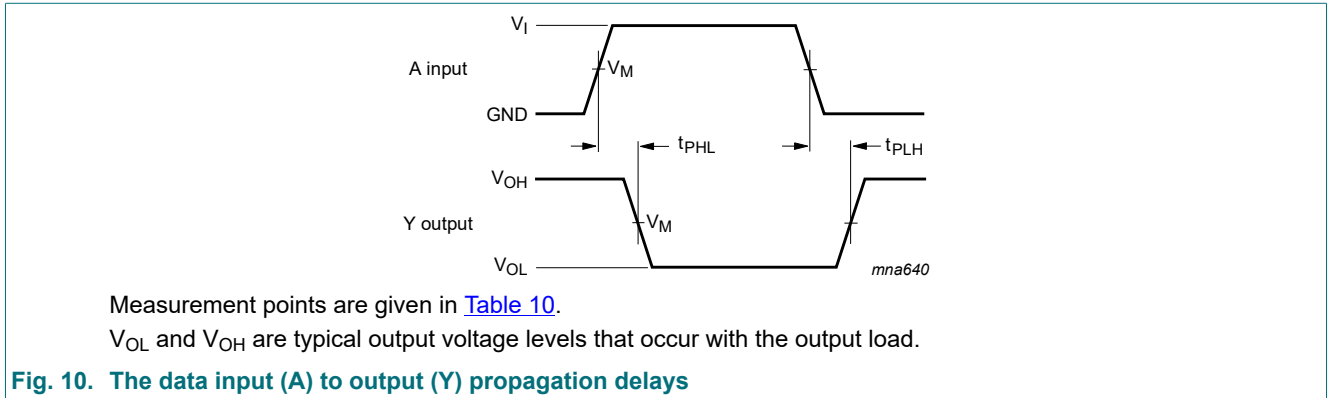 V_I
A input
V_M
GND
t_PHL
t_PLH
V_OH
Y output
V_M
V_OL
mna640
Measurement points are given in Table 10.
V_OL and V_OH are typical output voltage levels that occur with the output load.
Fig. 10. The data input (A) to output (Y) propagation delays